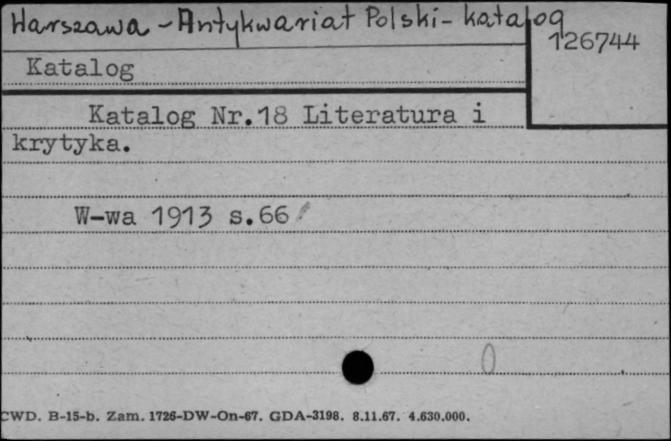 Warszawa - Antykwariat Polski - katalog
126744
Katalog
Katalog Nr.18 Literatura i
krytyka.
W-wa 1913 s.66
0
CWD. B-15-b. Zam. 1726-DW-On-67. GDA-3198. 8.11.67. 4.630.000.